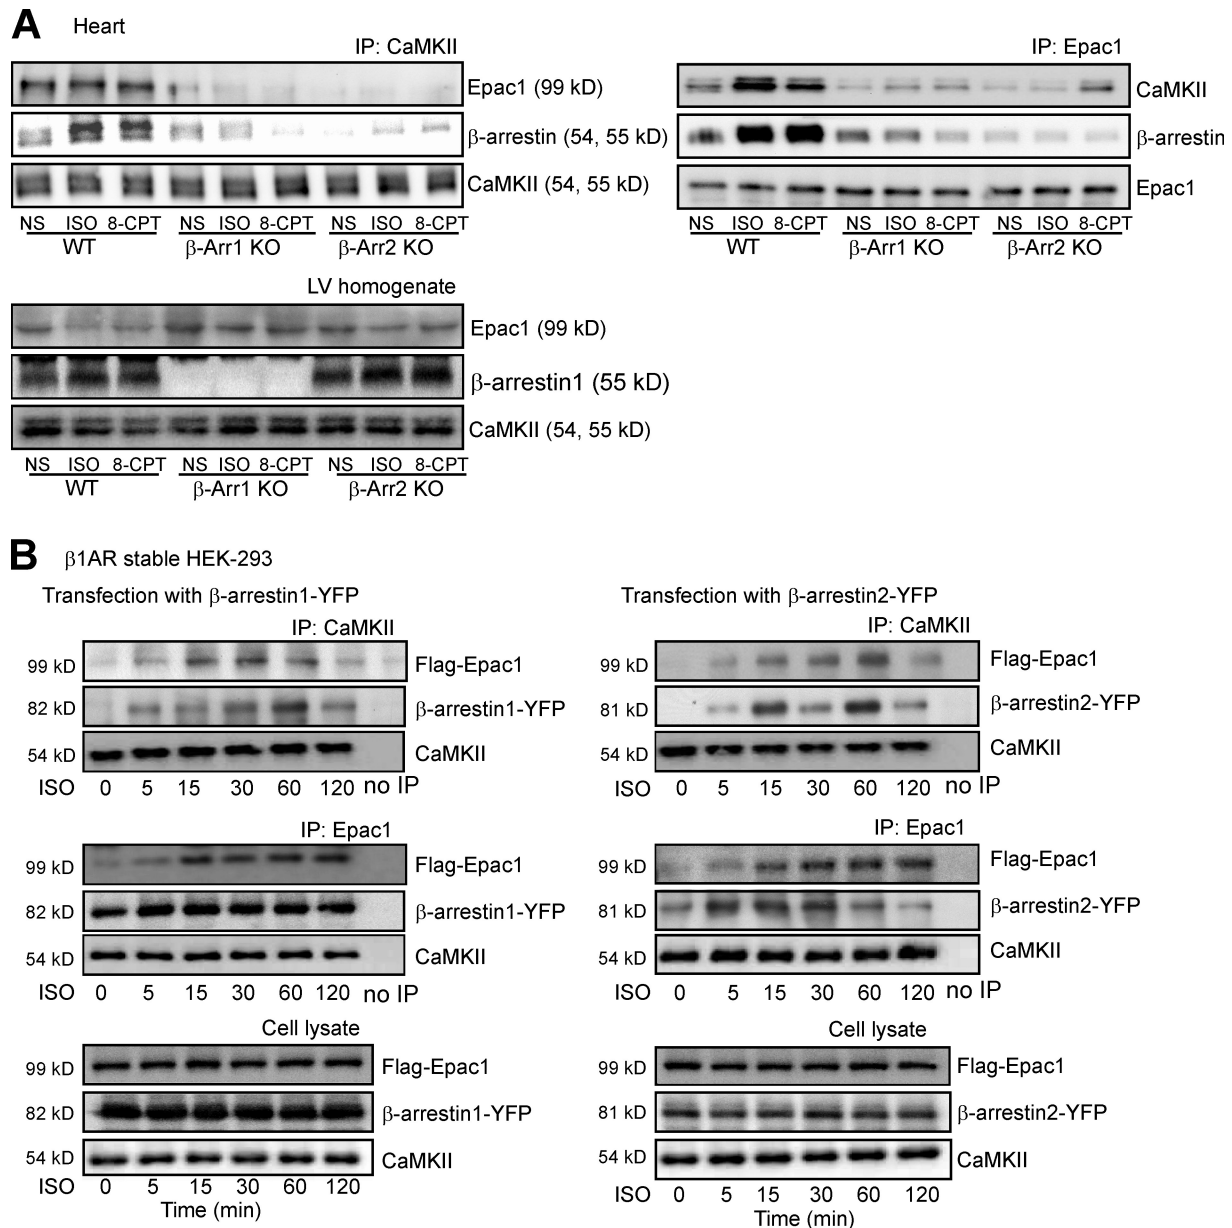 A
Heart
IP: CaMKII
Epac1 (99 kD)
β-arrestin (54, 55 kD)
CaMKII (54, 55 kD)
NS ISO 8-CPT NS ISO 8-CPT NS ISO 8-CPT
WT β-Arr1 KO β-Arr2 KO
IP: Epac1
CaMKII
β-arrestin
Epac1
NS ISO 8-CPT NS ISO 8-CPT NS ISO 8-CPT
WT β-Arr1 KO β-Arr2 KO
LV homogenate
Epac1 (99 kD)
β-arrestin1 (55 kD)
CaMKII (54, 55 kD)
NS ISO 8-CPT NS ISO 8-CPT NS ISO 8-CPT
WT β-Arr1 KO β-Arr2 KO
B
β1AR stable HEK-293
Transfection with β-arrestin1-YFP
IP: CaMKII
99 kD Flag-Epac1
82 kD β-arrestin1-YFP
54 kD CaMKII
ISO 0 5 15 30 60 120 no IP
IP: Epac1
99 kD Flag-Epac1
82 kD β-arrestin1-YFP
54 kD CaMKII
ISO 0 5 15 30 60 120 no IP
Cell lysate
99 kD Flag-Epac1
82 kD β-arrestin1-YFP
54 kD CaMKII
ISO 0 5 15 30 60 120
Time (min)
Transfection with β-arrestin2-YFP
IP: CaMKII
99 kD Flag-Epac1
81 kD β-arrestin2-YFP
54 kD CaMKII
ISO 0 5 15 30 60 120 no IP
IP: Epac1
99 kD Flag-Epac1
81 kD β-arrestin2-YFP
54 kD CaMKII
ISO 0 5 15 30 60 120 no IP
Cell lysate
99 kD Flag-Epac1
81 kD β-arrestin2-YFP
54 kD CaMKII
ISO 0 5 15 30 60 120
Time (min)